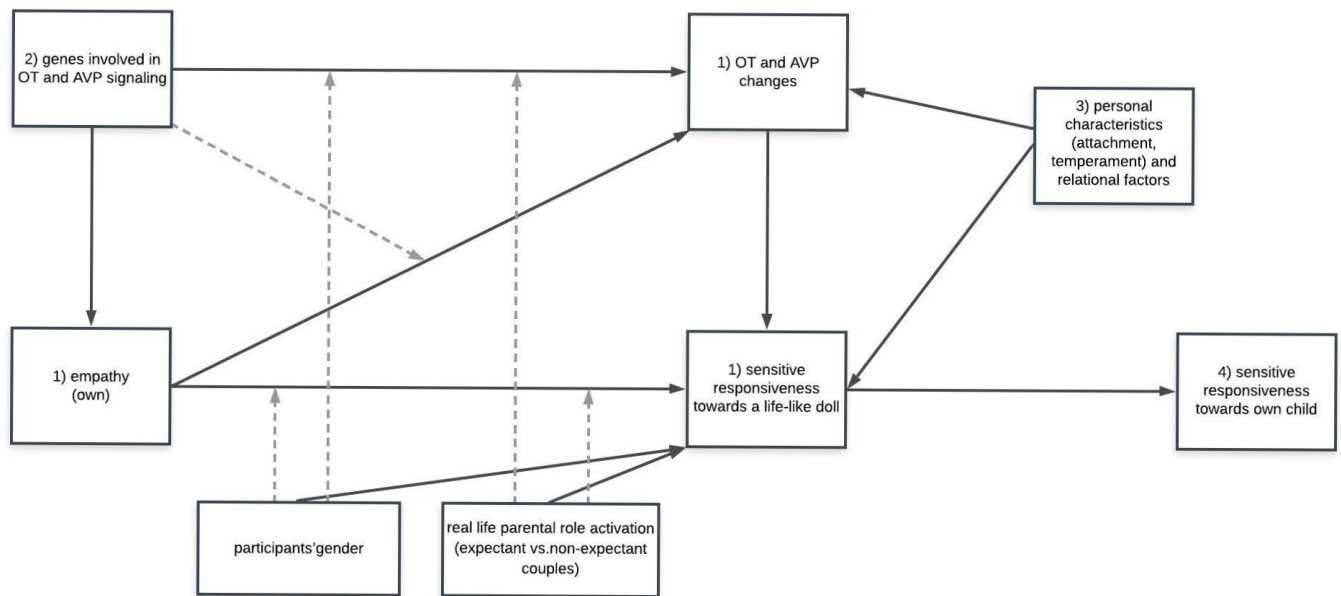 2) genes involved in
OT and AVP signaling
1) OT and AVP
changes
3) personal
characteristics
(attachment,
temperament) and
relational factors
1) empathy
(own)
1) sensitive
responsiveness
towards a life-like doll
4) sensitive
responsiveness
towards own child
participants'gender
real life parental role activation
(expectant vs.non-expectant
couples)